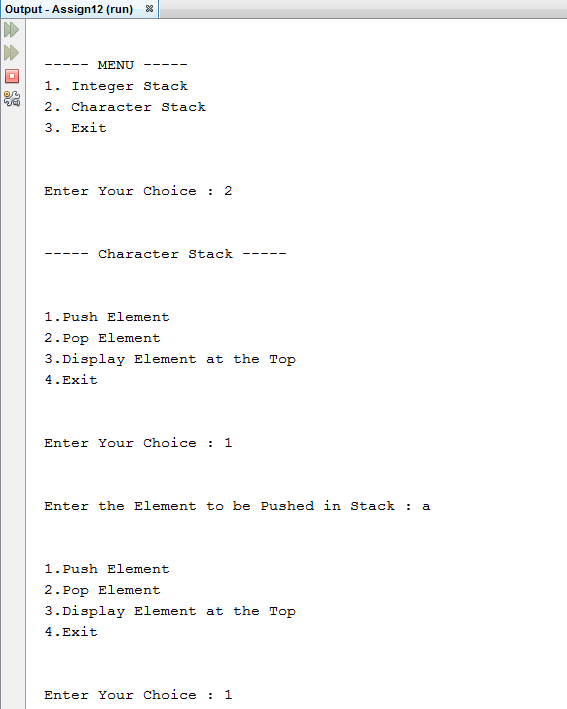 Output - Assign12 (run)
----- MENU -----
1. Integer Stack
2. Character Stack
3. Exit
Enter Your Choice : 2
----- Character Stack -----
1.Push Element
2.Pop Element
3.Display Element at the Top
4.Exit
Enter Your Choice : 1
Enter the Element to be Pushed in Stack : a
1.Push Element
2.Pop Element
3.Display Element at the Top
4.Exit
Enter Your Choice : 1